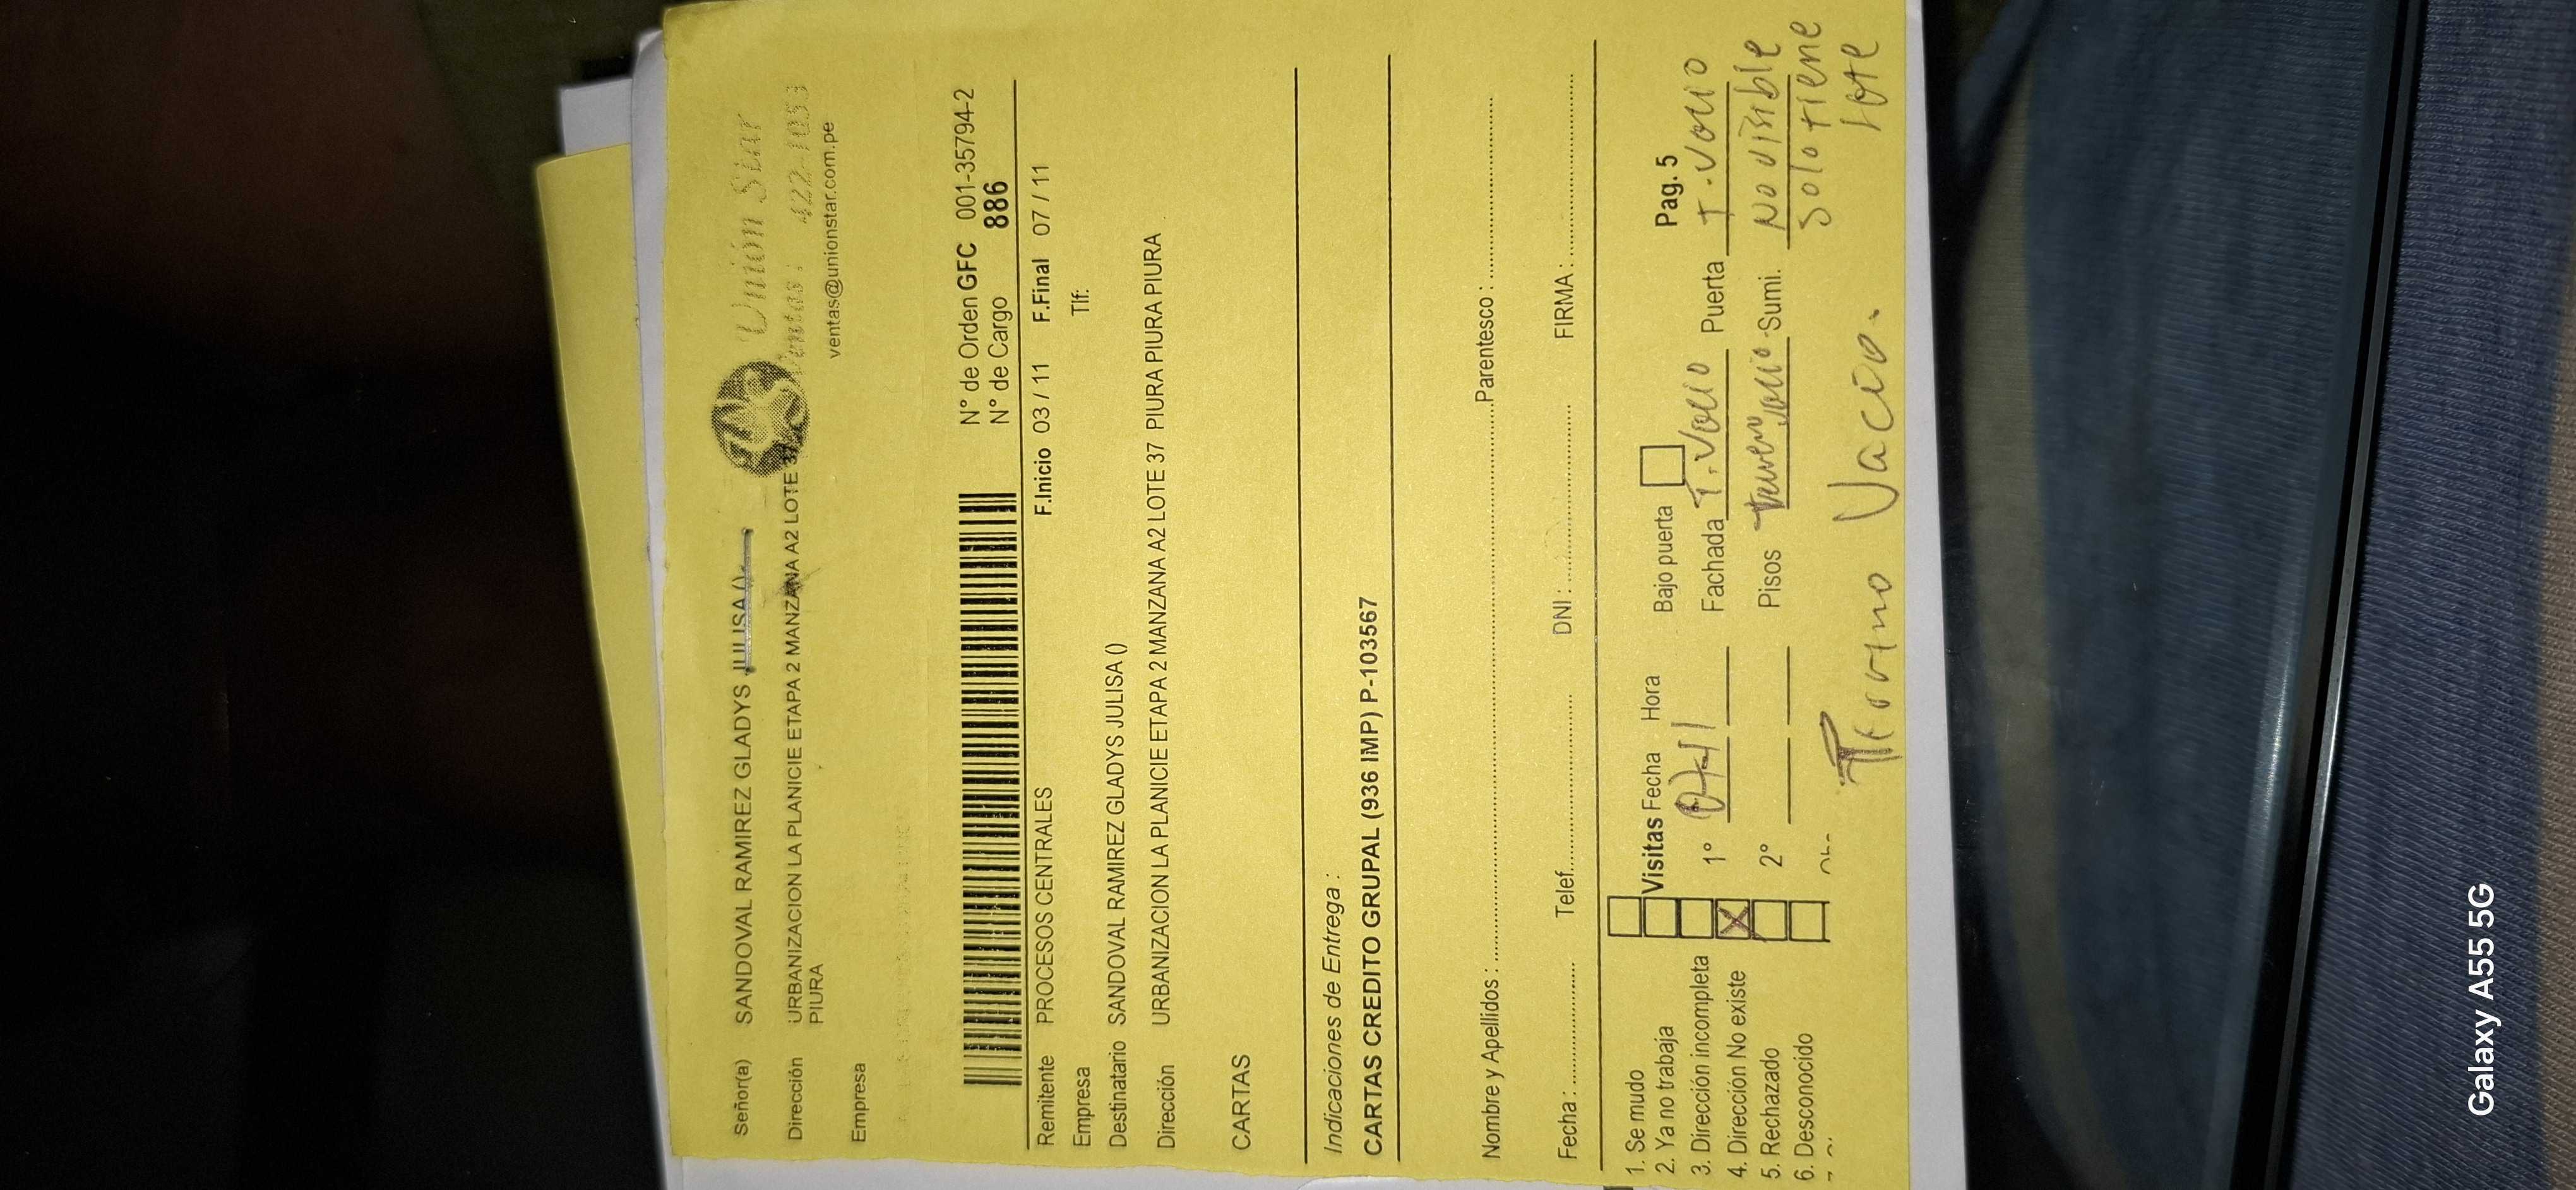 Señor(a) SANDOVAL RAMIREZ GLADYS JULISA ()
Dirección URBANIZACION LA PLANICIE ETAPA 2 MANZANA A2 LOTE 37
PIURA
Empresa
Unión Star
Ventas: 422-1053
ventas@unionstar.com.pe
N° de Orden GFC 001-35794-2
N° de Cargo 886
Remitente PROCESOS CENTRALES F.Inicio 03 / 11 F.Final 07 / 11
Empresa Tlf:
Destinatario SANDOVAL RAMIREZ GLADYS JULISA ()
Dirección URBANIZACION LA PLANICIE ETAPA 2 MANZANA A2 LOTE 37 PIURA PIURA PIURA
CARTAS
Indicaciones de Entrega :
CARTAS CREDITO GRUPAL (936 IMP) P-103567
Nombre y Apellidos : Parentesco :
Fecha : Telef. DNI : FIRMA :
1. Se mudo
2. Ya no trabaja Visitas Fecha Hora Bajo puerta Pag. 5
3. Dirección incompleta 1° Fachada T. Vacio Puerta T. Vacio
4. Dirección No existe X
5. Rechazado 2° Pisos Sumi. No visible
6. Desconocido solo tiene
lote
Terreno Vacio.
Galaxy A55 5G